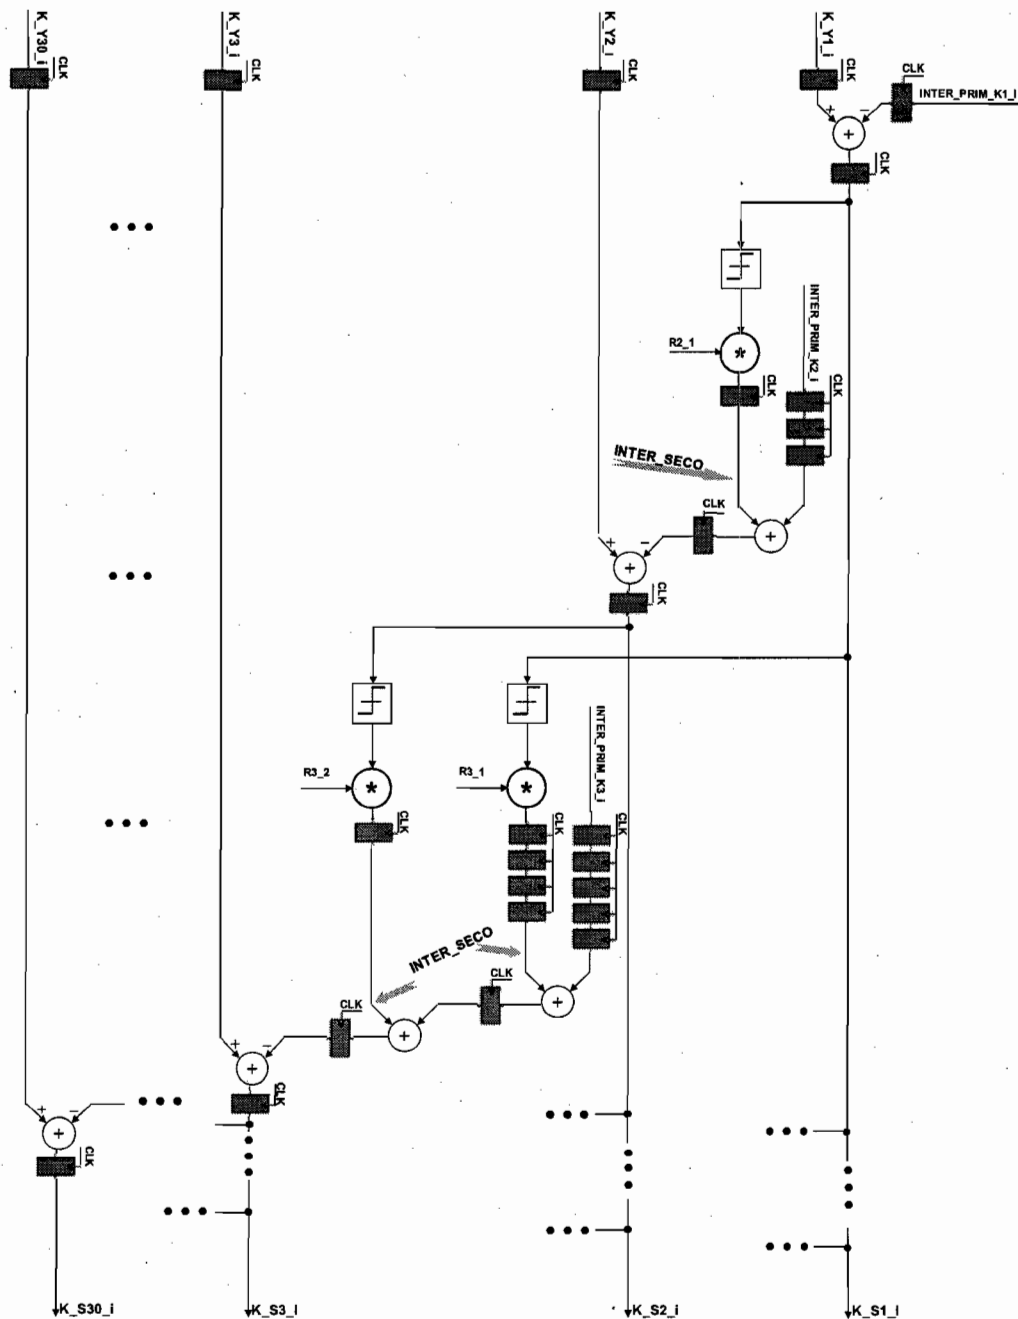 K_Y30_i
K_Y3_i
K_Y2_i
K_Y1_i
CLK
CLK
CLK
CLK
CLK
INTER_PRIM_K1_I
+
−
+
CLK
INTER_PRIM_K2_i
R2_1
*
CLK
CLK
INTER_SECO
CLK
+
+
−
+
CLK
INTER_PRIM_K3_i
R3_2
*
R3_1
*
CLK
CLK
CLK
INTER_SECO
CLK
+
CLK
+
+
−
+
CLK
+
−
+
CLK
K_S30_i
K_S3_I
K_S2_i
K_S1_I